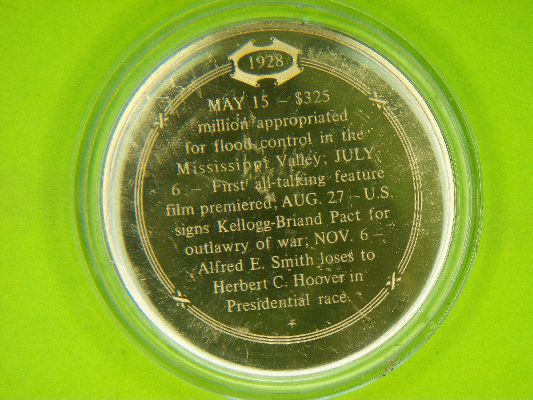 1928
MAY 15 – $325
million appropriated
for flood control in the
Mississippi Valley; JULY
6 – First all-talking feature
film premiered; AUG. 27 – U.S.
signs Kellogg-Briand Pact for
outlawry of war; NOV. 6 –
Alfred E. Smith loses to
Herbert C. Hoover in
Presidential race.